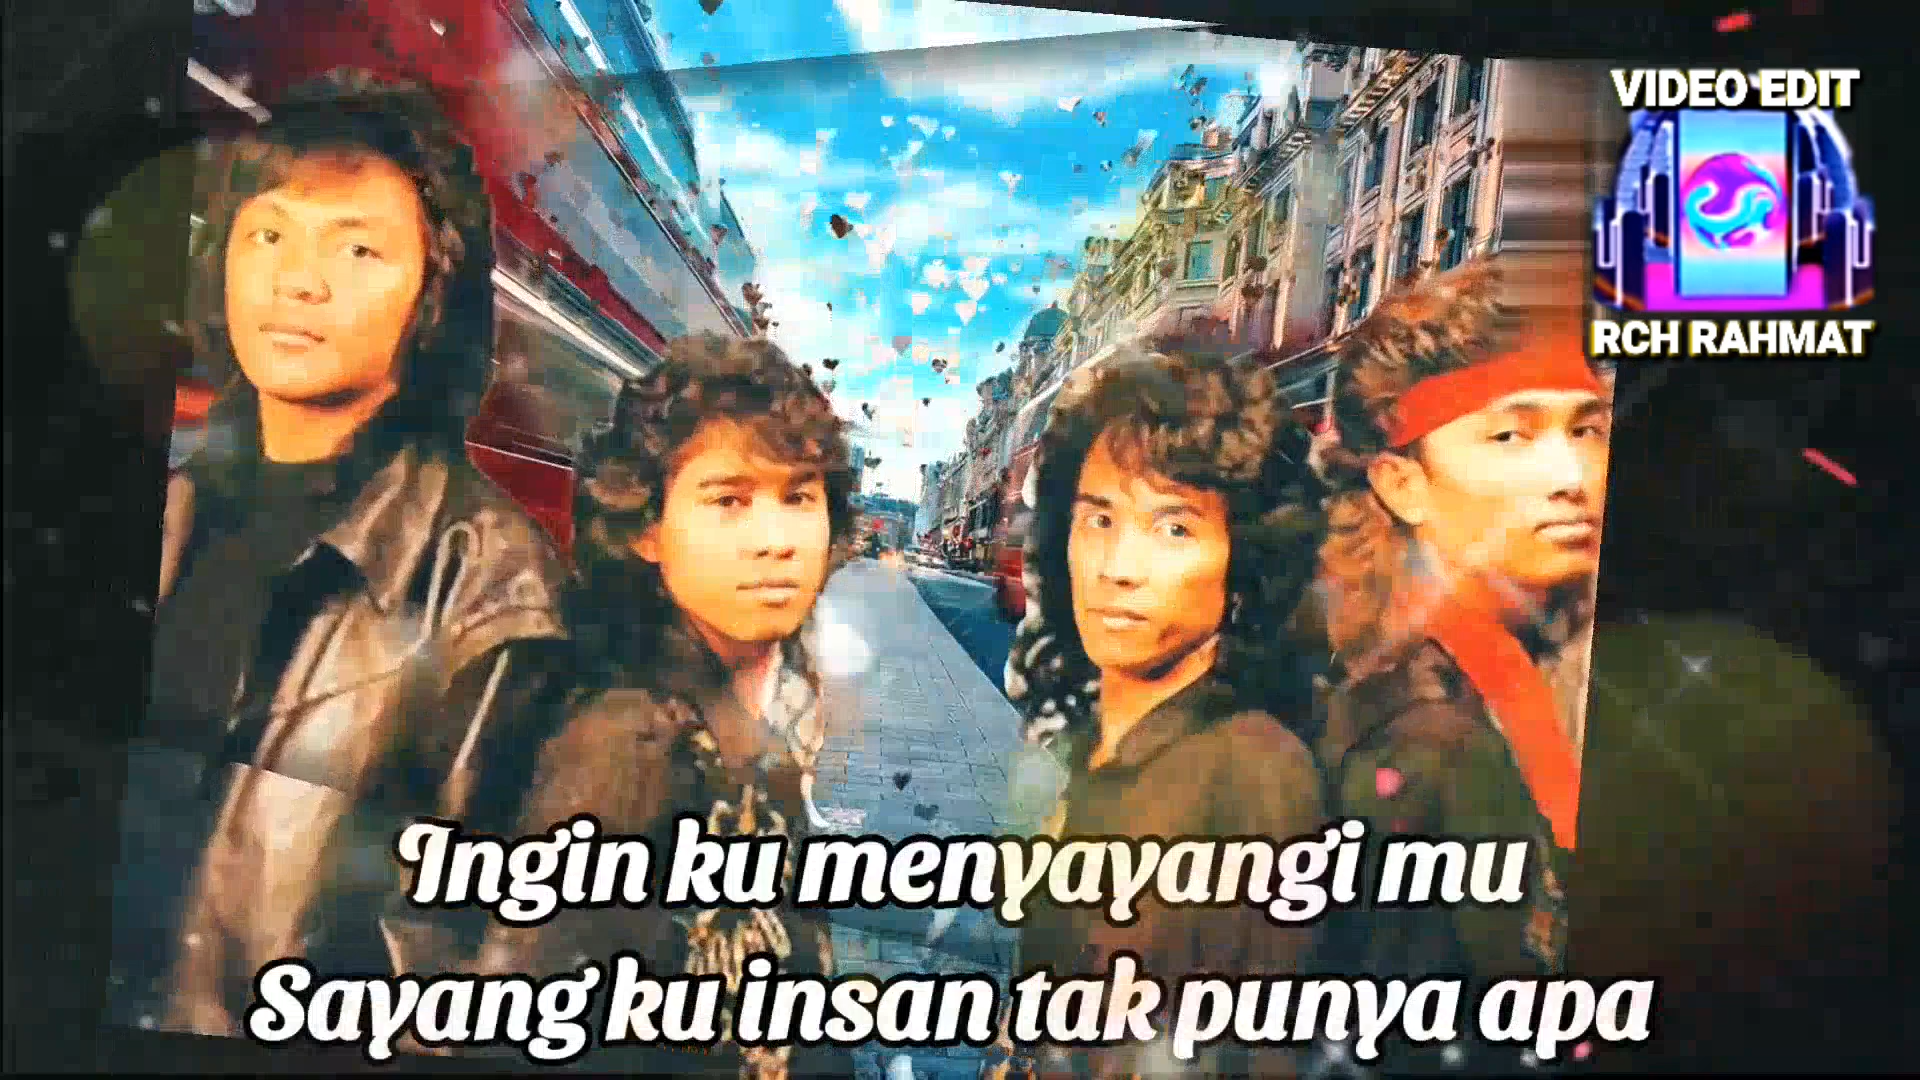 VIDEO EDIT
RCH RAHMAT
Ingin ku menyayangi mu
Sayang ku insan tak punya apa